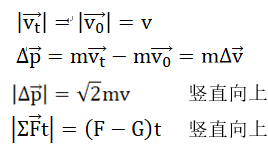 |v⃗ₜ| = |v⃗₀| = v
Δp⃗ = mv⃗ₜ − mv⃗₀ = mΔv⃗
|Δp⃗| = √2mv 竖直向上
|ΣF⃗t| = (F − G)t 竖直向上